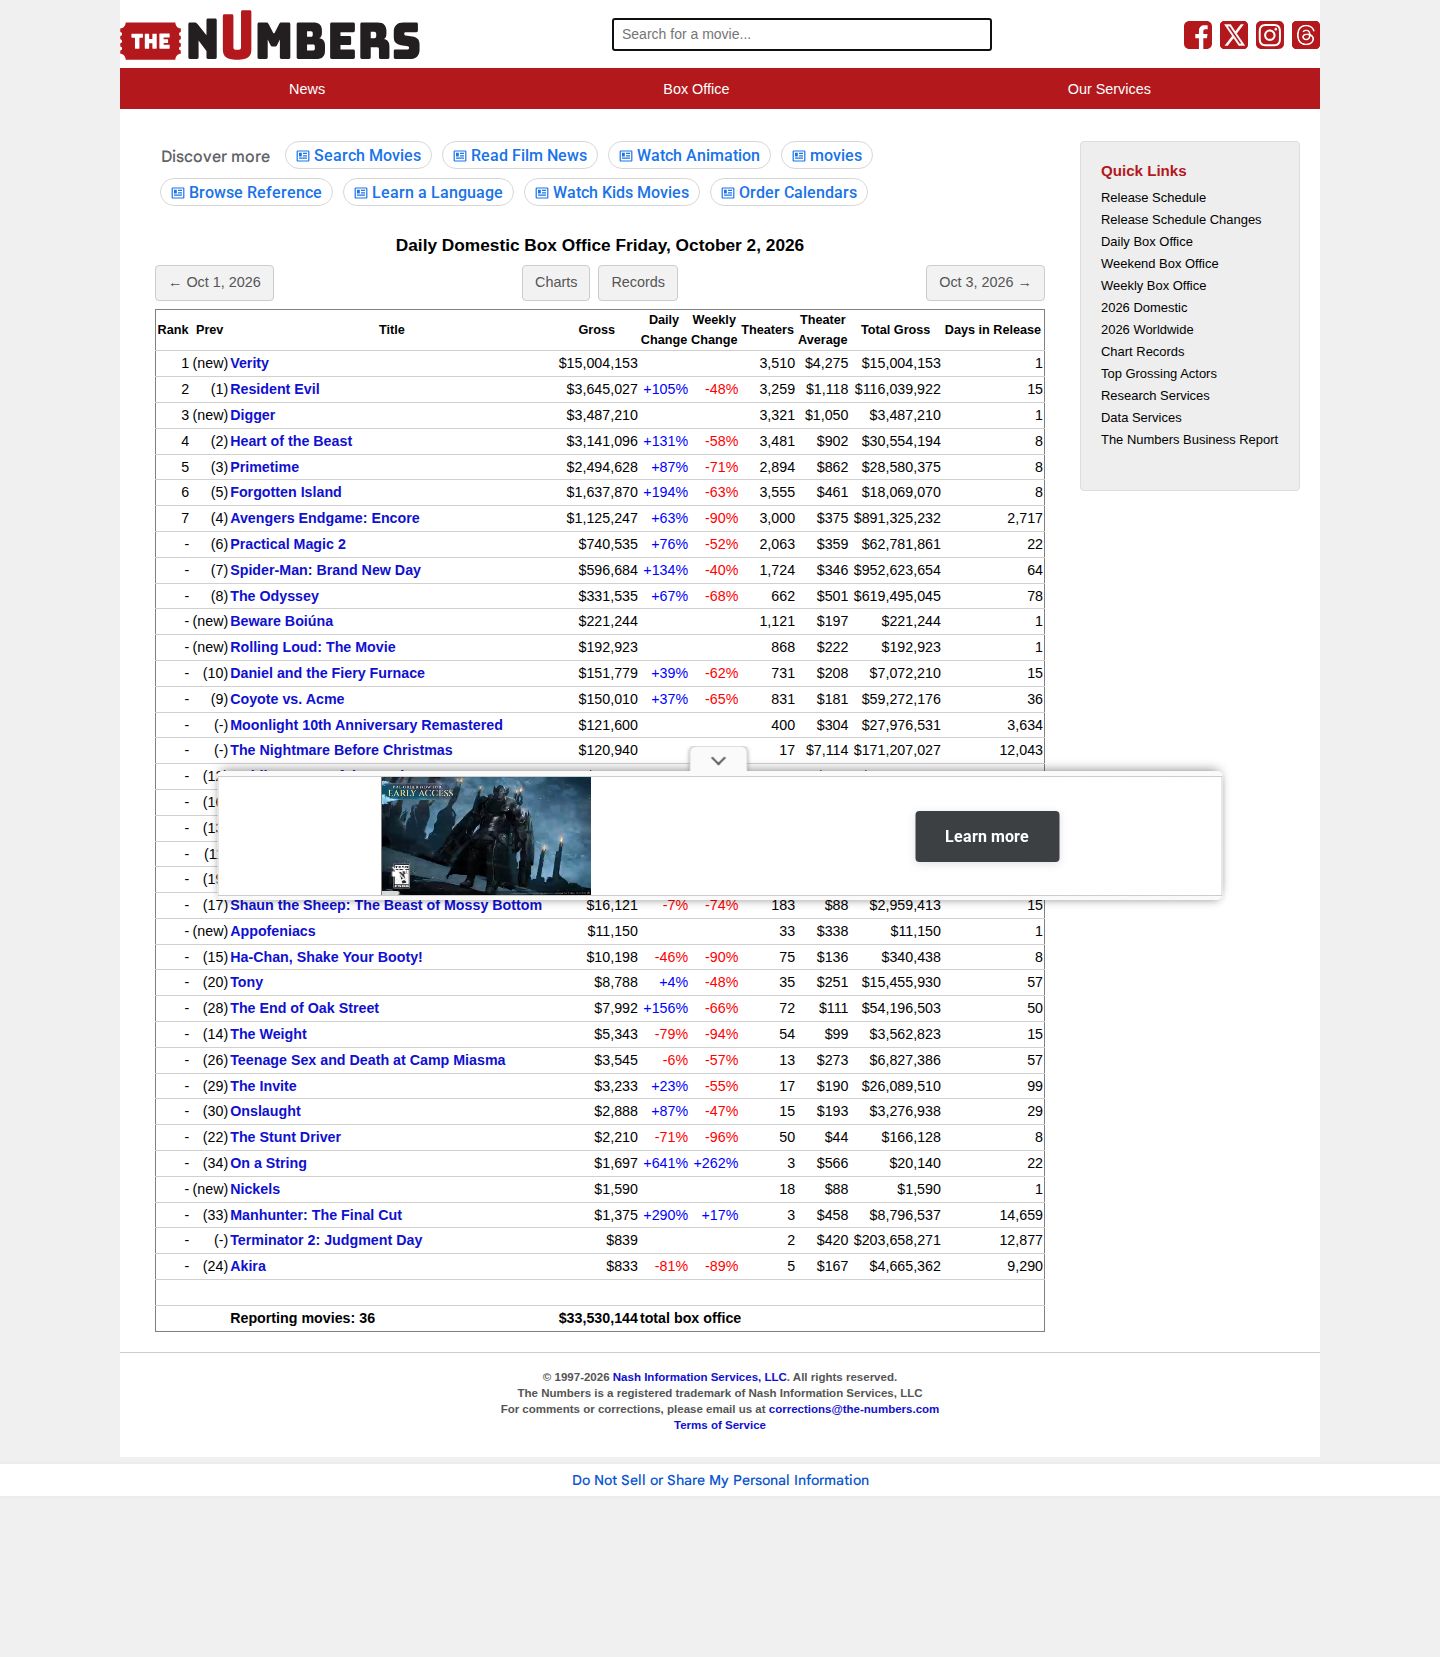 THE NUMBERS
Search for a movie...
News Box Office Our Services
Discover more Search Movies Read Film News Watch Animation movies
Browse Reference Learn a Language Watch Kids Movies Order Calendars
Quick Links
Release Schedule
Release Schedule Changes
Daily Box Office
Weekend Box Office
Weekly Box Office
2026 Domestic
2026 Worldwide
Chart Records
Top Grossing Actors
Research Services
Data Services
The Numbers Business Report
Daily Domestic Box Office Friday, October 2, 2026
← Oct 1, 2026 Charts Records Oct 3, 2026 →
Rank Prev Title Gross Daily Change Weekly Change Theaters Theater Average Total Gross Days in Release
1 (new) Verity $15,004,153 3,510 $4,275 $15,004,153 1
2 (1) Resident Evil $3,645,027 +105% -48% 3,259 $1,118 $116,039,922 15
3 (new) Digger $3,487,210 3,321 $1,050 $3,487,210 1
4 (2) Heart of the Beast $3,141,096 +131% -58% 3,481 $902 $30,554,194 8
5 (3) Primetime $2,494,628 +87% -71% 2,894 $862 $28,580,375 8
6 (5) Forgotten Island $1,637,870 +194% -63% 3,555 $461 $18,069,070 8
7 (4) Avengers Endgame: Encore $1,125,247 +63% -90% 3,000 $375 $891,325,232 2,717
- (6) Practical Magic 2 $740,535 +76% -52% 2,063 $359 $62,781,861 22
- (7) Spider-Man: Brand New Day $596,684 +134% -40% 1,724 $346 $952,623,654 64
- (8) The Odyssey $331,535 +67% -68% 662 $501 $619,495,045 78
- (new) Beware Boiúna $221,244 1,121 $197 $221,244 1
- (new) Rolling Loud: The Movie $192,923 868 $222 $192,923 1
- (10) Daniel and the Fiery Furnace $151,779 +39% -62% 731 $208 $7,072,210 15
- (9) Coyote vs. Acme $150,010 +37% -65% 831 $181 $59,272,176 36
- (-) Moonlight 10th Anniversary Remastered $121,600 400 $304 $27,976,531 3,634
- (-) The Nightmare Before Christmas $120,940 17 $7,114 $171,207,027 12,043
-
-
-
-
-
EARLY ACCESS
Learn more
- (17) Shaun the Sheep: The Beast of Mossy Bottom $16,121 -7% -74% 183 $88 $2,959,413 15
- (new) Appofeniacs $11,150 33 $338 $11,150 1
- (15) Ha-Chan, Shake Your Booty! $10,198 -46% -90% 75 $136 $340,438 8
- (20) Tony $8,788 +4% -48% 35 $251 $15,455,930 57
- (28) The End of Oak Street $7,992 +156% -66% 72 $111 $54,196,503 50
- (14) The Weight $5,343 -79% -94% 54 $99 $3,562,823 15
- (26) Teenage Sex and Death at Camp Miasma $3,545 -6% -57% 13 $273 $6,827,386 57
- (29) The Invite $3,233 +23% -55% 17 $190 $26,089,510 99
- (30) Onslaught $2,888 +87% -47% 15 $193 $3,276,938 29
- (22) The Stunt Driver $2,210 -71% -96% 50 $44 $166,128 8
- (34) On a String $1,697 +641% +262% 3 $566 $20,140 22
- (new) Nickels $1,590 18 $88 $1,590 1
- (33) Manhunter: The Final Cut $1,375 +290% +17% 3 $458 $8,796,537 14,659
- (-) Terminator 2: Judgment Day $839 2 $420 $203,658,271 12,877
- (24) Akira $833 -81% -89% 5 $167 $4,665,362 9,290
Reporting movies: 36 $33,530,144 total box office
© 1997-2026 Nash Information Services, LLC. All rights reserved.
The Numbers is a registered trademark of Nash Information Services, LLC
For comments or corrections, please email us at corrections@the-numbers.com
Terms of Service
Do Not Sell or Share My Personal Information